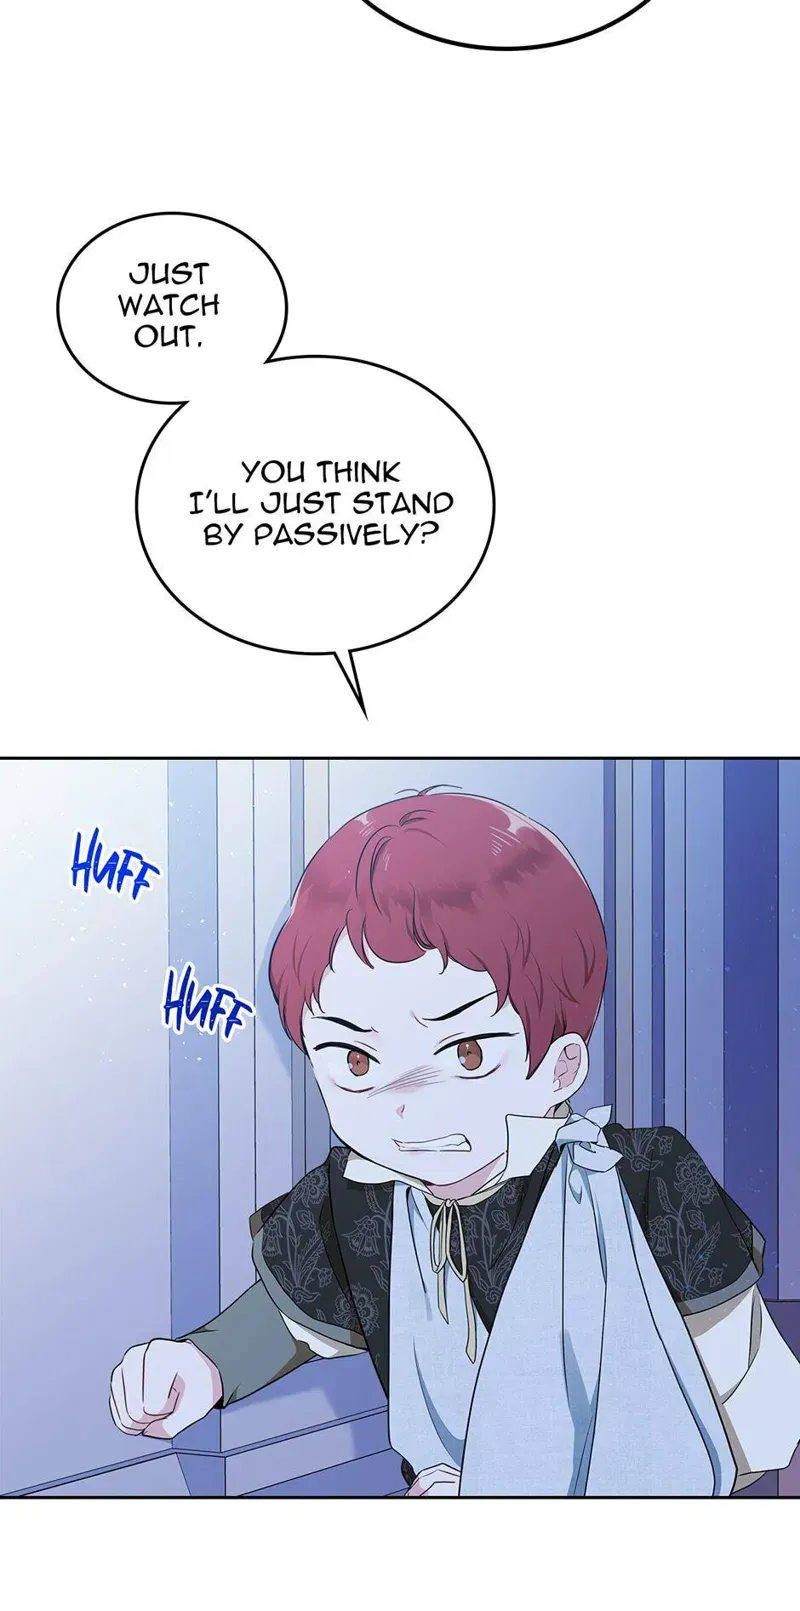 JUST
WATCH
OUT.
YOU THINK
I'LL JUST STAND
BY PASSIVELY?
HUFF
HUFF